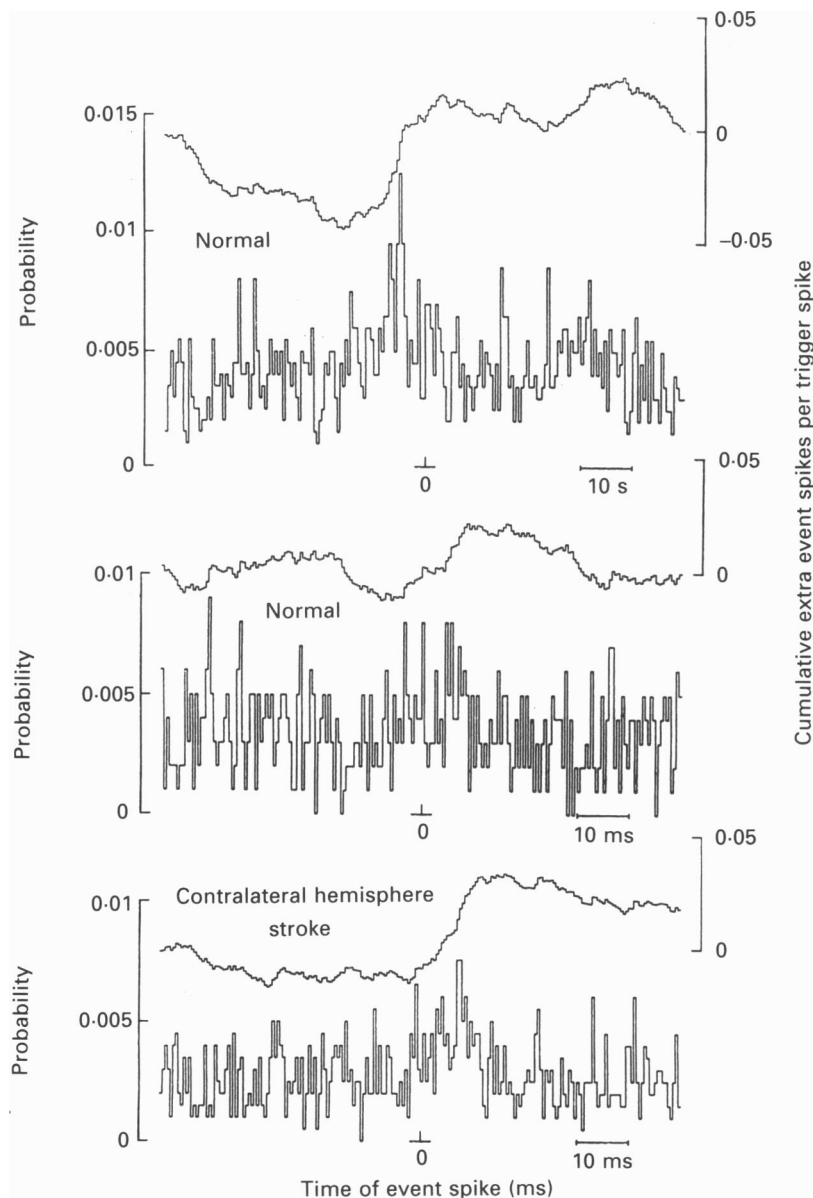 0·05
0·015
0
Normal
0·01
−0·05
Probability
0·005
0
0
10 s
0·05
0·01
0
Normal
Probability
0·005
0
0
10 ms
0·05
Contralateral hemisphere
stroke
0·01
0
Probability
0·005
0
0
10 ms
Time of event spike (ms)
Cumulative extra event spikes per trigger spike